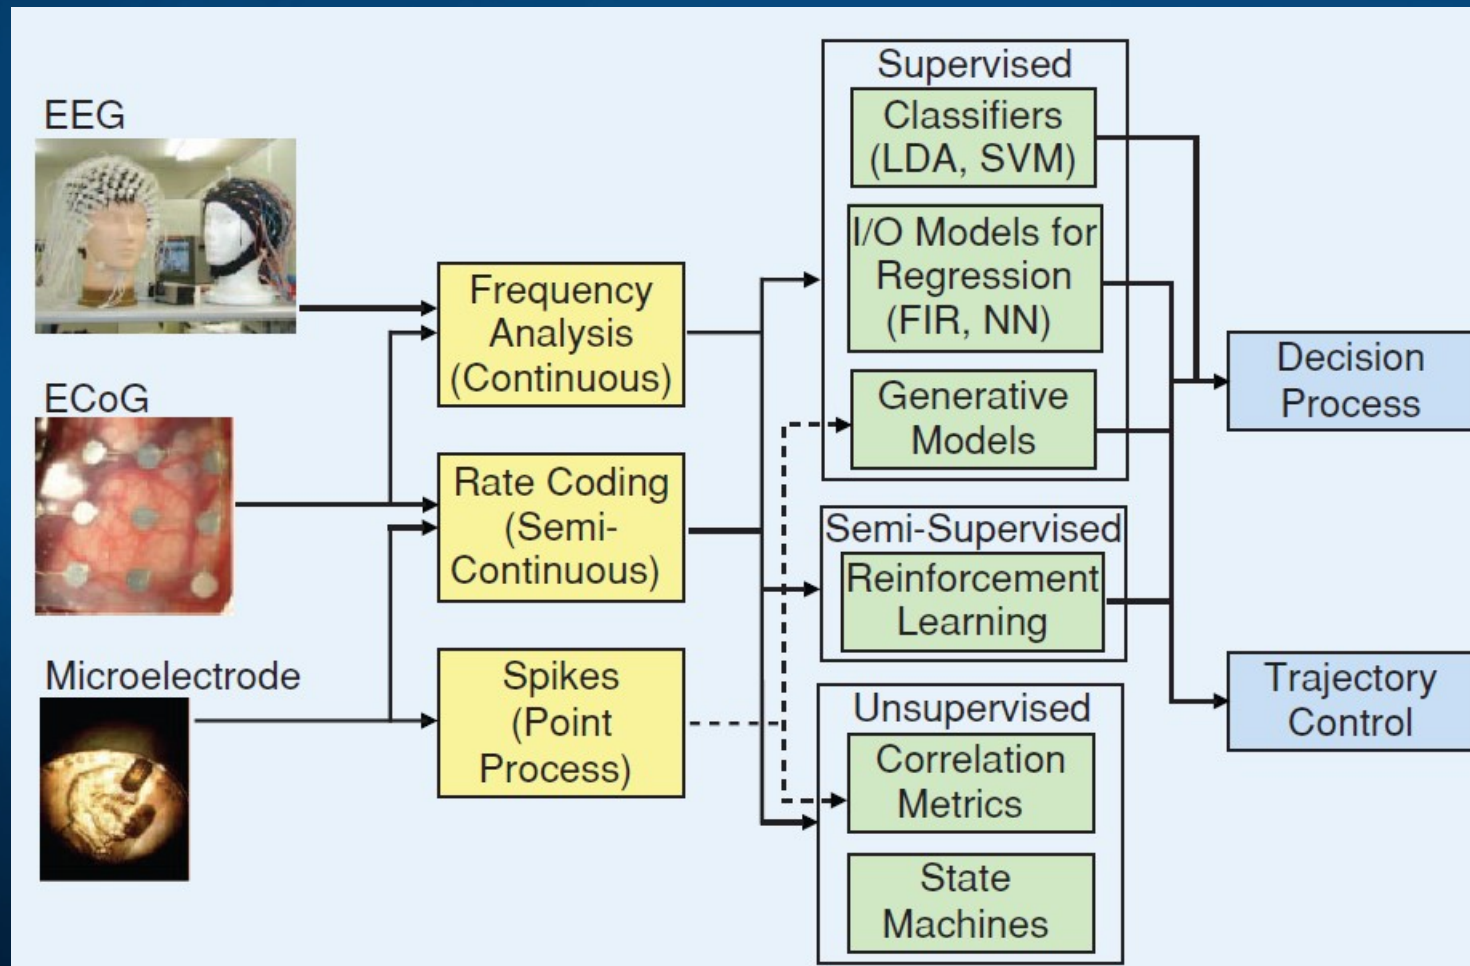 EEG
ECoG
Microelectrode
Frequency
Analysis
(Continuous)
Rate Coding
(Semi-
Continuous)
Spikes
(Point
Process)
Supervised
Classifiers
(LDA, SVM)
I/O Models for
Regression
(FIR, NN)
Generative
Models
Semi-Supervised
Reinforcement
Learning
Unsupervised
Correlation
Metrics
State
Machines
Decision
Process
Trajectory
Control